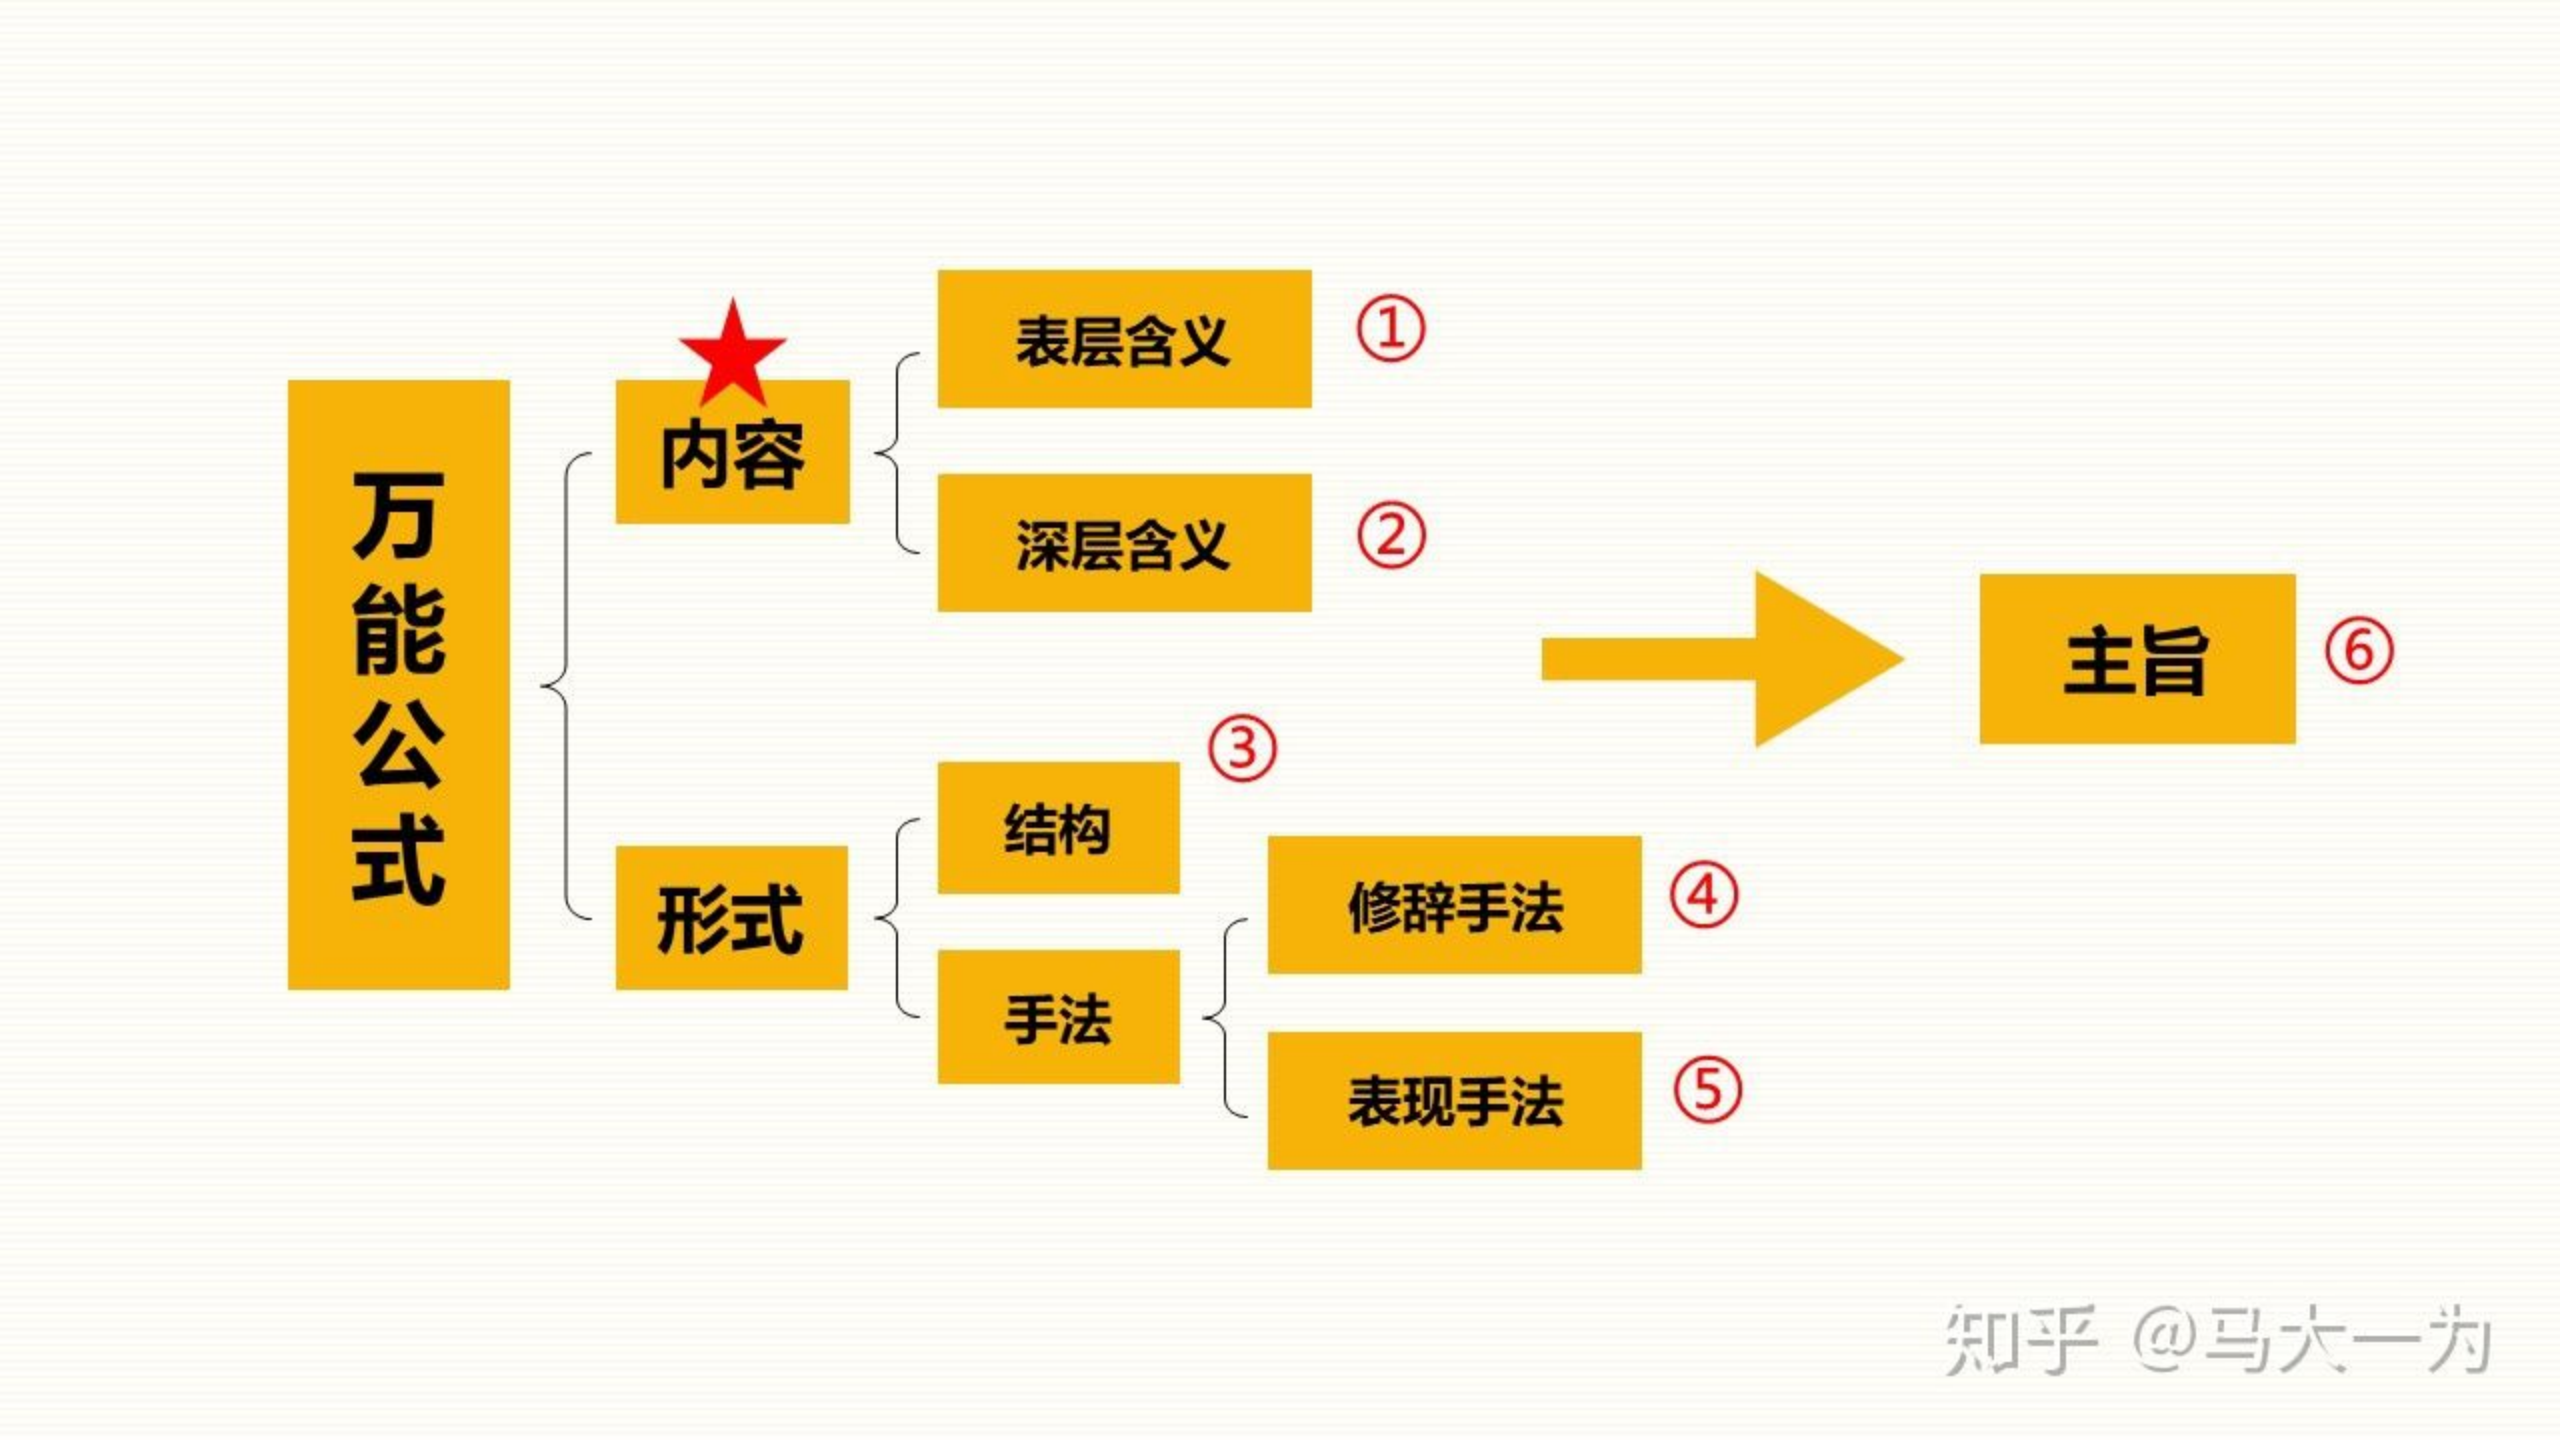 万能公式
内容
表层含义 ①
深层含义 ②
形式
结构 ③
手法
修辞手法 ④
表现手法 ⑤
主旨 ⑥
知乎 @马大一为